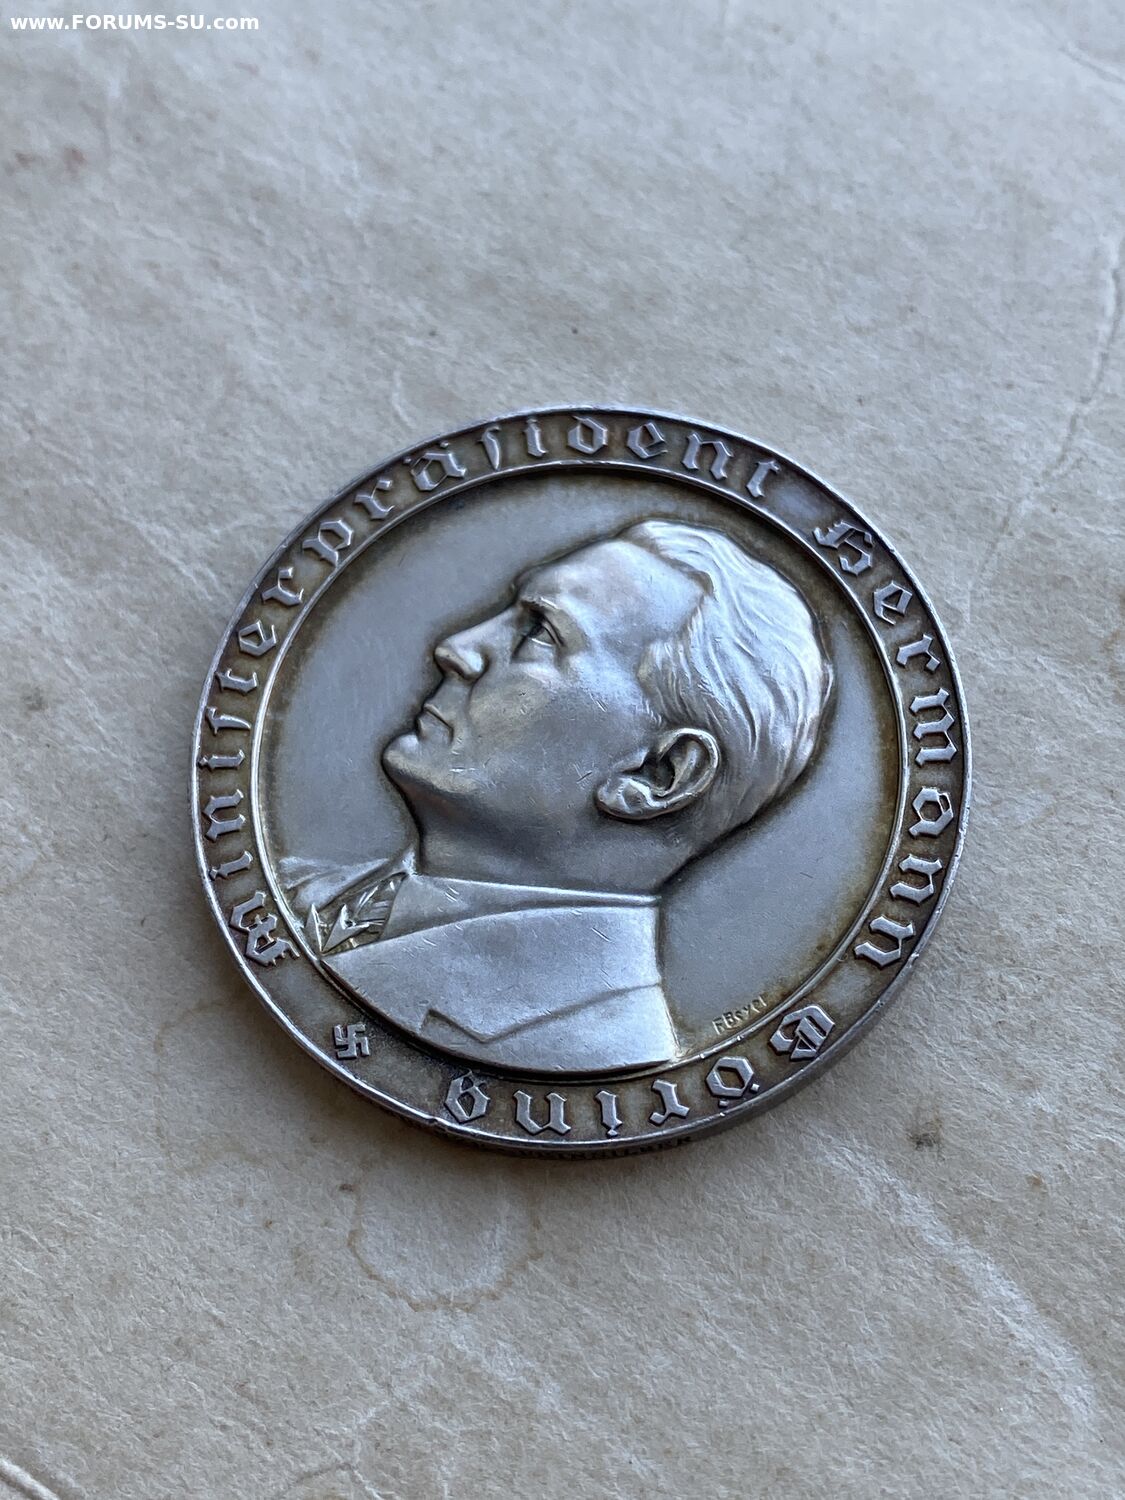 www.FORUMS-SU.com
Miniſterpräſident Hermann Göring
F.Beyer